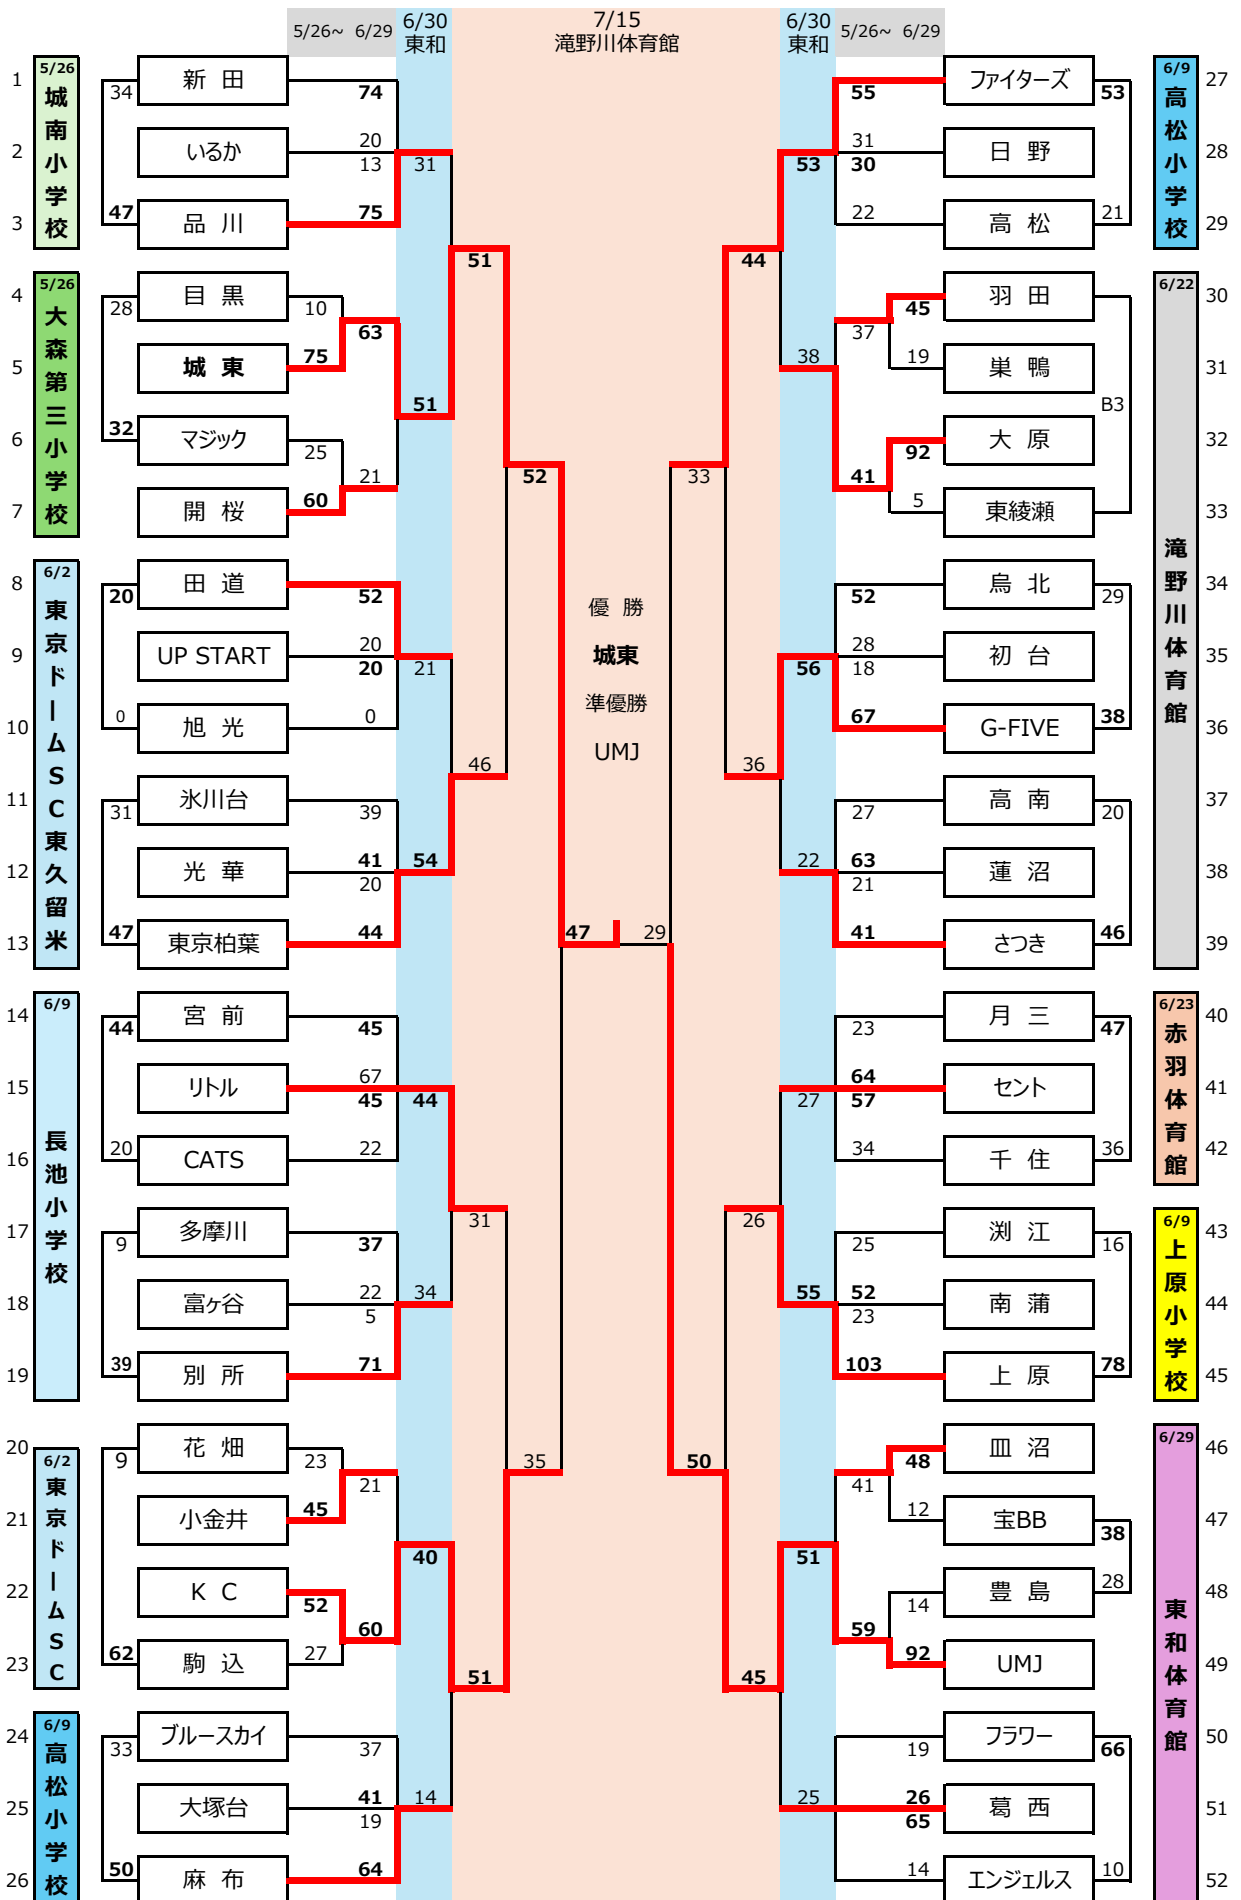 5/26~ 6/29
6/30
東和
7/15
滝野川体育館
6/30
東和
5/26~ 6/29
1
5/26
城南小学校
34
新 田
74
2
いるか
20
13
31
3
47
品 川
75
51
4
5/26
大森第三小学校
28
目 黒
10
63
5
城 東
75
51
6
32
マジック
25
21
7
開 桜
60
52
8
6/2
東京ドームSC東久留米
20
田 道
52
9
UP START
20
20
21
10
0
旭 光
0
46
11
31
氷川台
39
12
光 華
41
20
54
13
47
東京柏葉
44
47
14
6/9
長池小学校
44
宮 前
45
15
リトル
67
45
44
16
20
CATS
22
31
17
9
多摩川
37
18
富ヶ谷
22
5
34
19
39
別 所
71
35
20
6/2
東京ドームSC
9
花 畑
23
21
21
小金井
45
40
22
K C
52
60
23
62
駒 込
27
51
24
6/9
高松小学校
33
ブルースカイ
37
25
大塚台
41
19
14
26
50
麻 布
64
優 勝
城東
準優勝
UMJ
55
ファイターズ
53
6/9
高松小学校
27
53
31
30
日 野
28
22
高 松
21
29
44
45
羽 田
6/22
滝野川体育館
30
37
38
19
巣 鴨
31
B3
92
大 原
32
41
5
東綾瀬
33
33
52
烏 北
29
34
56
28
18
初 台
35
67
G-FIVE
38
36
36
27
高 南
20
37
22
63
21
蓮沼
38
41
さつき
46
39
29
23
月 三
47
6/23
赤羽体育館
40
27
64
57
セント
41
34
千 住
36
42
26
25
渕 江
16
6/9
上原小学校
43
55
52
23
南 蒲
44
103
上 原
78
45
50
48
皿 沼
6/29
東和体育館
46
41
51
12
宝BB
38
47
14
豊 島
28
48
59
92
UMJ
49
45
19
フラワー
66
50
25
26
65
葛 西
51
14
エンジェルス
10
52